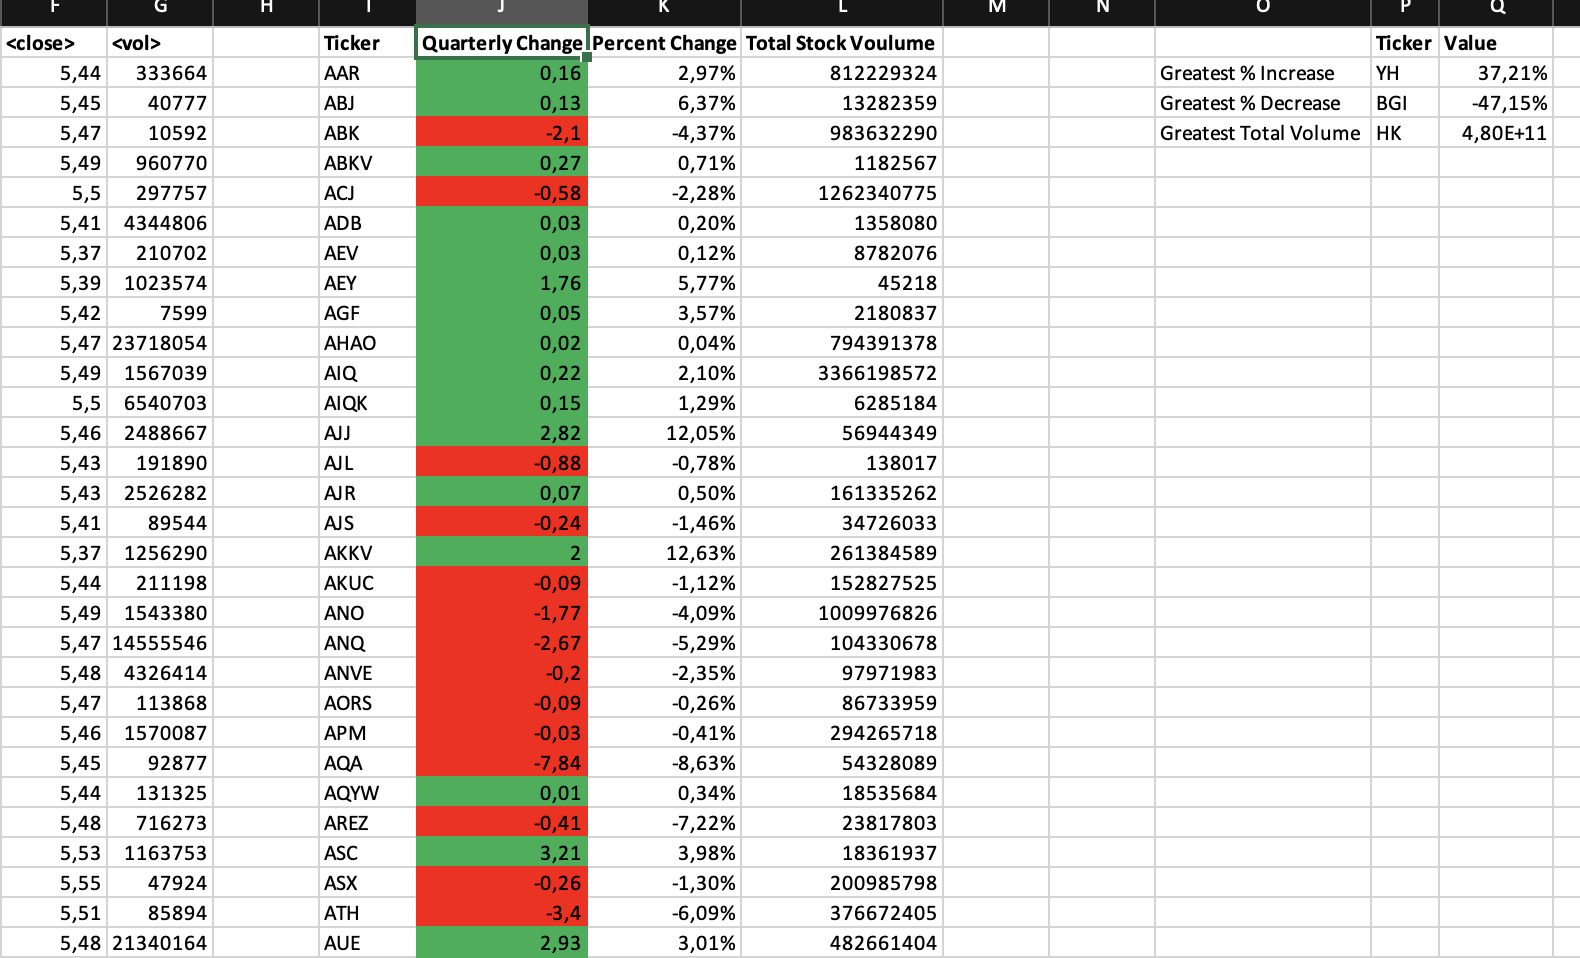 F G H I J K L M N O P Q
<close> <vol> Ticker Quarterly Change Percent Change Total Stock Voulume Ticker Value
5,44 333664 AAR 0,16 2,97% 812229324 Greatest % Increase YH 37,21%
5,45 40777 ABJ 0,13 6,37% 13282359 Greatest % Decrease BGI -47,15%
5,47 10592 ABK -2,1 -4,37% 983632290 Greatest Total Volume HK 4,80E+11
5,49 960770 ABKV 0,27 0,71% 1182567
5,5 297757 ACJ -0,58 -2,28% 1262340775
5,41 4344806 ADB 0,03 0,20% 1358080
5,37 210702 AEV 0,03 0,12% 8782076
5,39 1023574 AEY 1,76 5,77% 45218
5,42 7599 AGF 0,05 3,57% 2180837
5,47 23718054 AHAO 0,02 0,04% 794391378
5,49 1567039 AIQ 0,22 2,10% 3366198572
5,5 6540703 AIQK 0,15 1,29% 6285184
5,46 2488667 AJJ 2,82 12,05% 56944349
5,43 191890 AJL -0,88 -0,78% 138017
5,43 2526282 AJR 0,07 0,50% 161335262
5,41 89544 AJS -0,24 -1,46% 34726033
5,37 1256290 AKKV 2 12,63% 261384589
5,44 211198 AKUC -0,09 -1,12% 152827525
5,49 1543380 ANO -1,77 -4,09% 1009976826
5,47 14555546 ANQ -2,67 -5,29% 104330678
5,48 4326414 ANVE -0,2 -2,35% 97971983
5,47 113868 AORS -0,09 -0,26% 86733959
5,46 1570087 APM -0,03 -0,41% 294265718
5,45 92877 AQA -7,84 -8,63% 54328089
5,44 131325 AQYW 0,01 0,34% 18535684
5,48 716273 AREZ -0,41 -7,22% 23817803
5,53 1163753 ASC 3,21 3,98% 18361937
5,55 47924 ASX -0,26 -1,30% 200985798
5,51 85894 ATH -3,4 -6,09% 376672405
5,48 21340164 AUE 2,93 3,01% 482661404